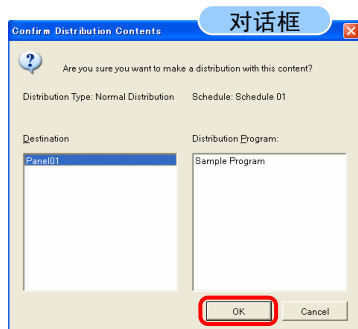 Confirm Distribution Contents
对话框
Are you sure you want to make a distribution with this content?
Distribution Type: Normal Distribution Schedule: Schedule 01
Destination Distribution Program:
Panel01 Sample Program
OK Cancel